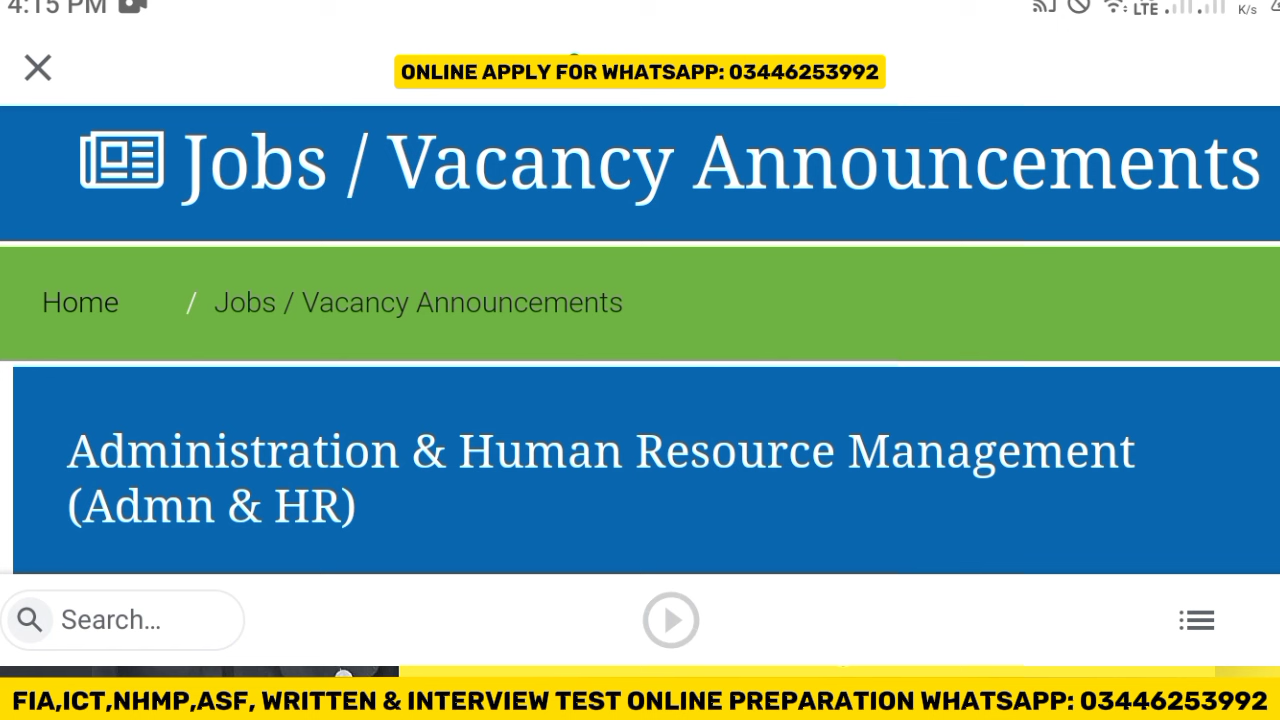 4:15 PM
LTE K/s
ONLINE APPLY FOR WHATSAPP: 03446253992
Jobs / Vacancy Announcements
Home / Jobs / Vacancy Announcements
Administration & Human Resource Management
(Admn & HR)
Search...
FIA,ICT,NHMP,ASF, WRITTEN & INTERVIEW TEST ONLINE PREPARATION WHATSAPP: 03446253992